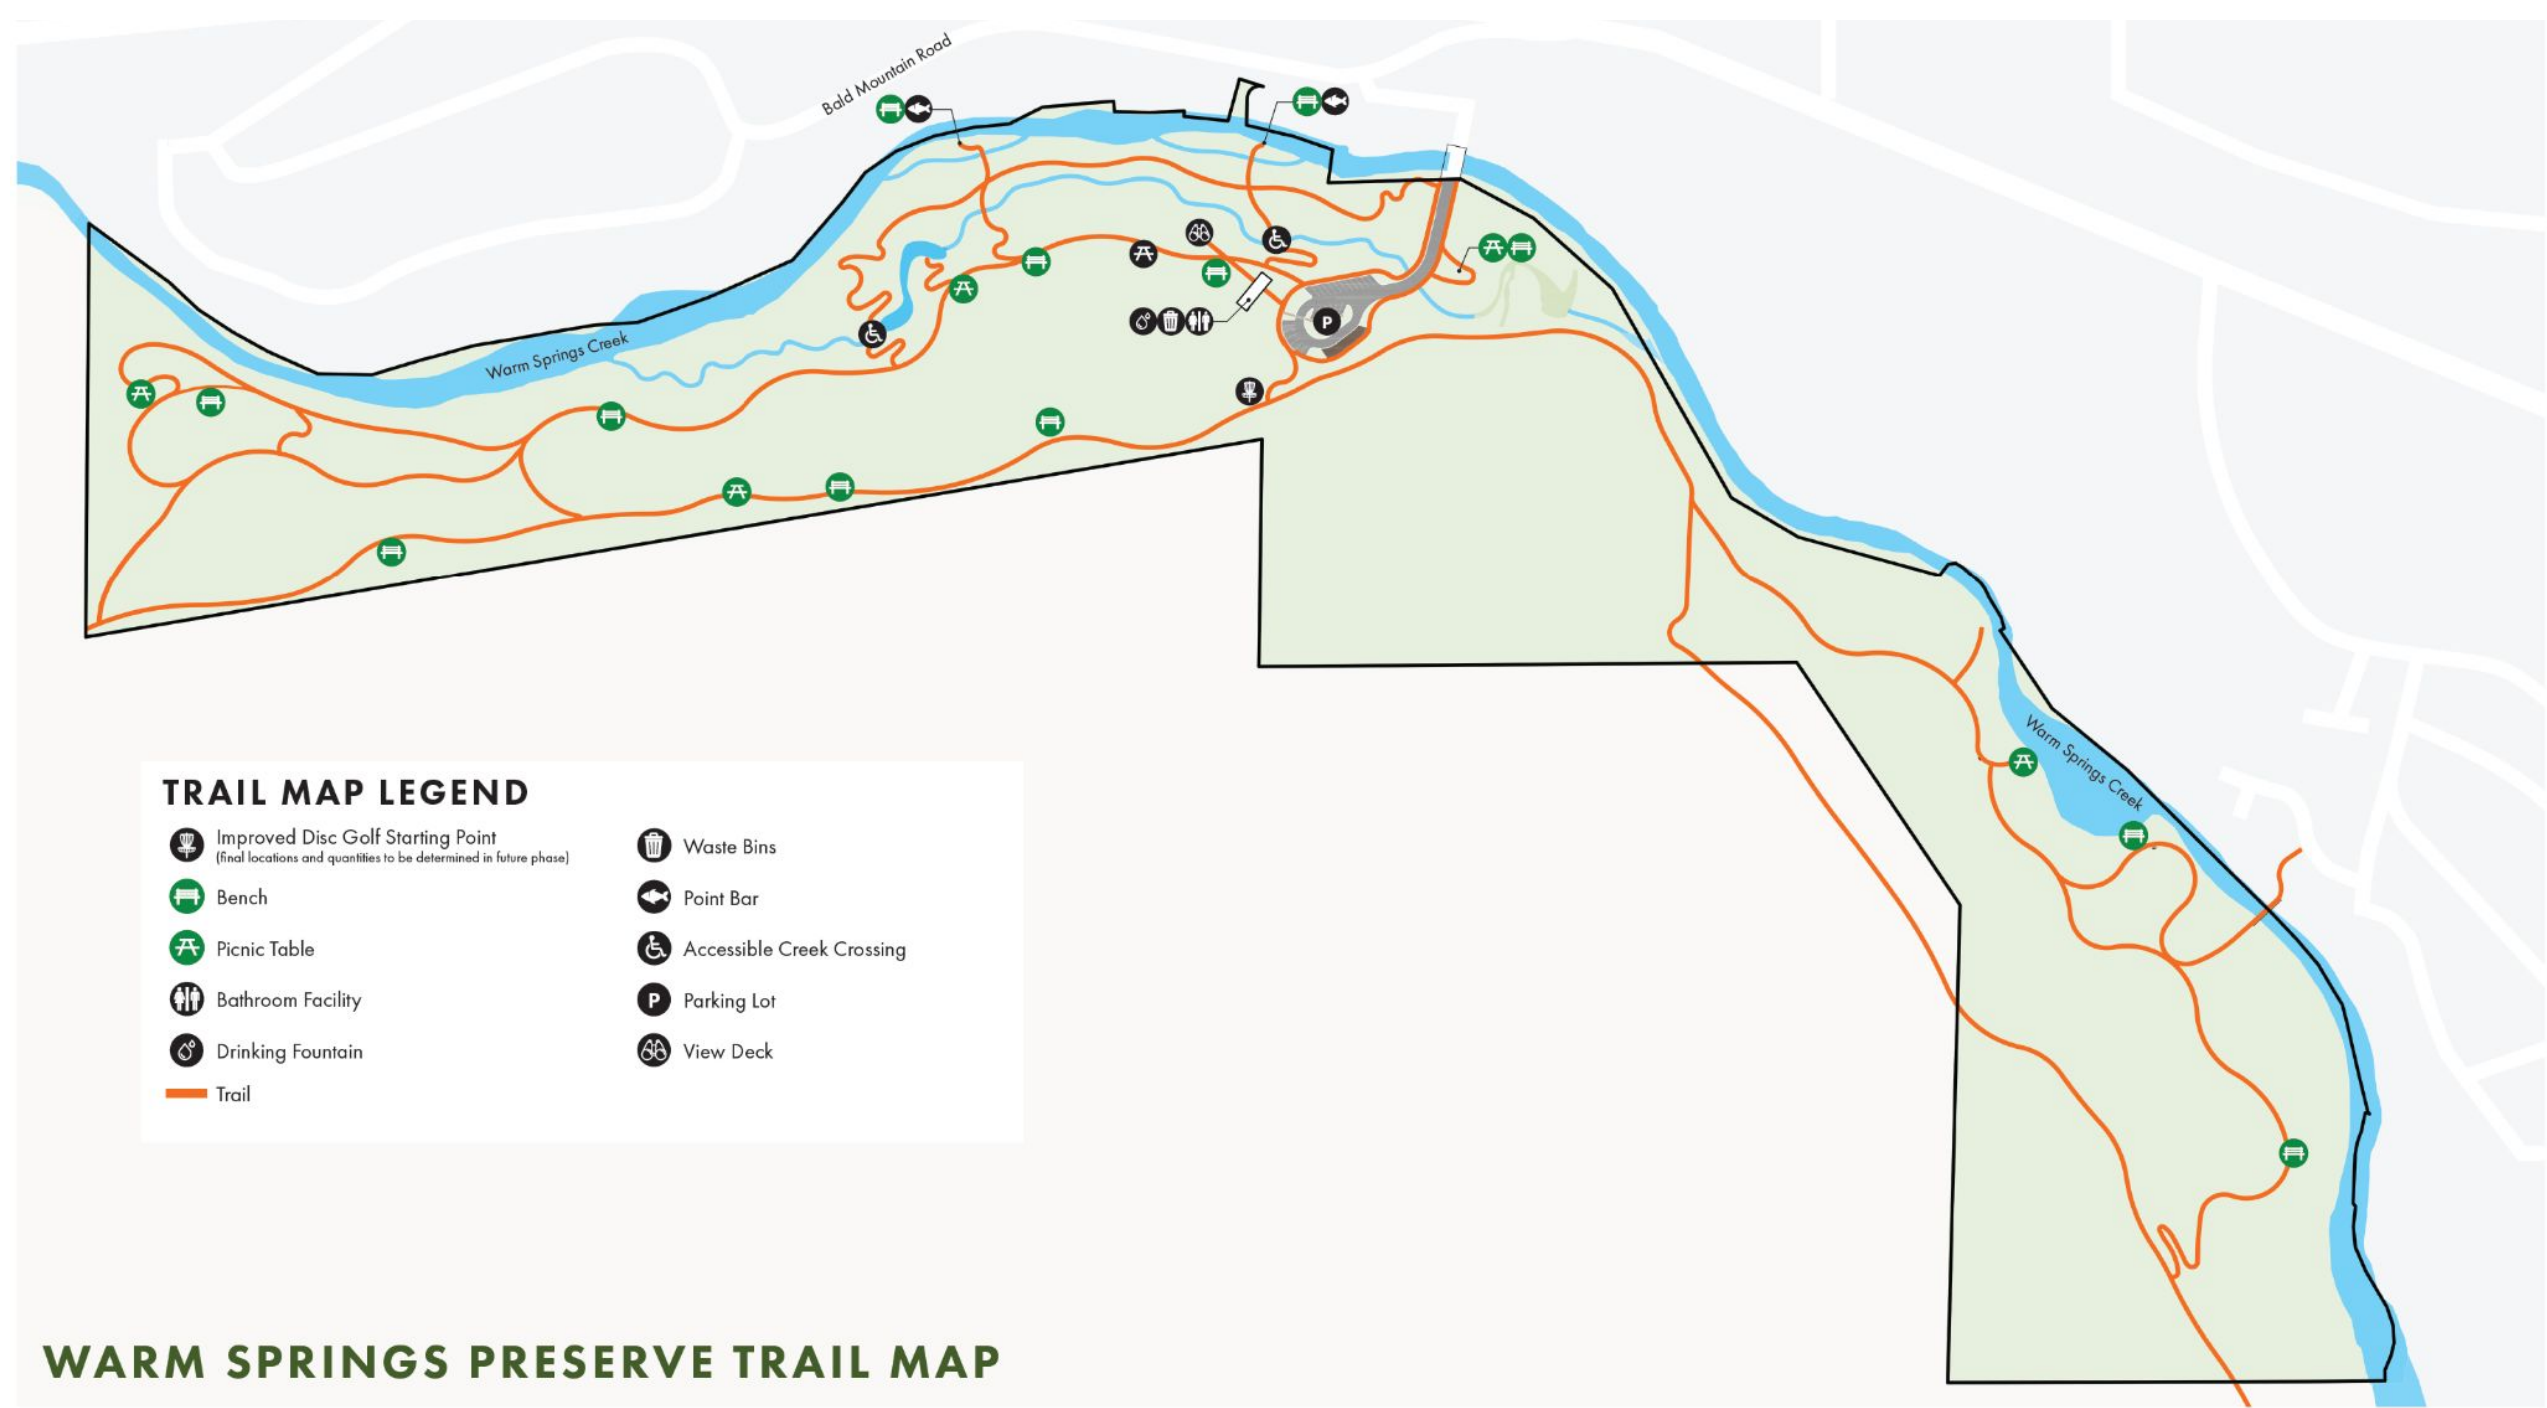 Bald Mountain Road
Warm Springs Creek
P
Warm Springs Creek
TRAIL MAP LEGEND
Improved Disc Golf Starting Point
(final locations and quantities to be determined in future phase)
Bench
Picnic Table
Bathroom Facility
Drinking Fountain
Trail
Waste Bins
Point Bar
Accessible Creek Crossing
P Parking Lot
View Deck
WARM SPRINGS PRESERVE TRAIL MAP